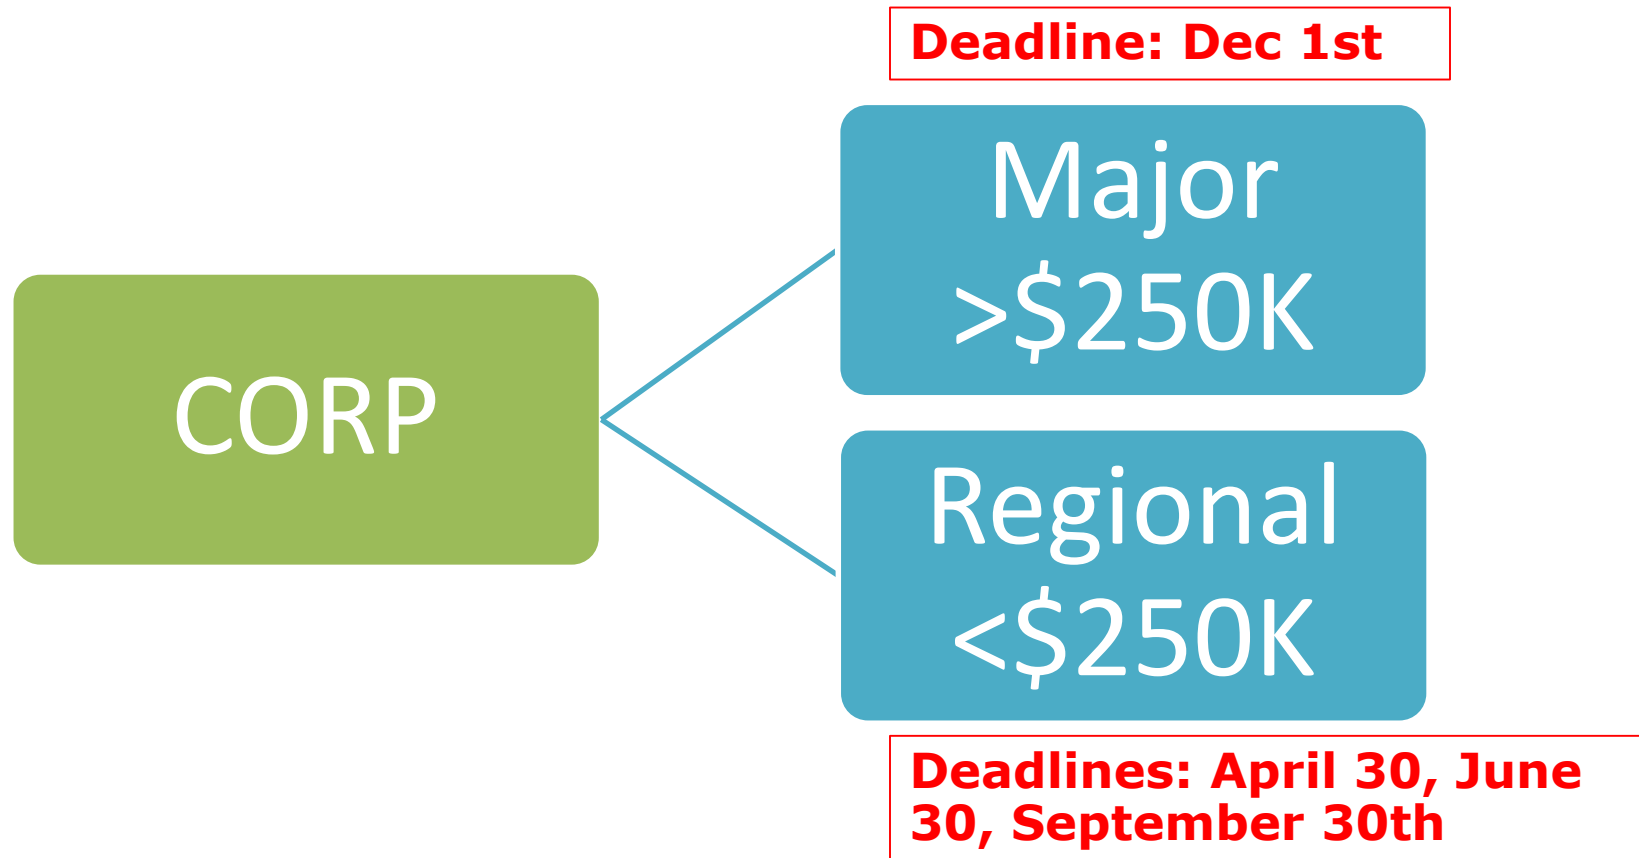 Deadline: Dec 1st
Major
>$250K
CORP
Regional
<$250K
Deadlines: April 30, June
30, September 30th